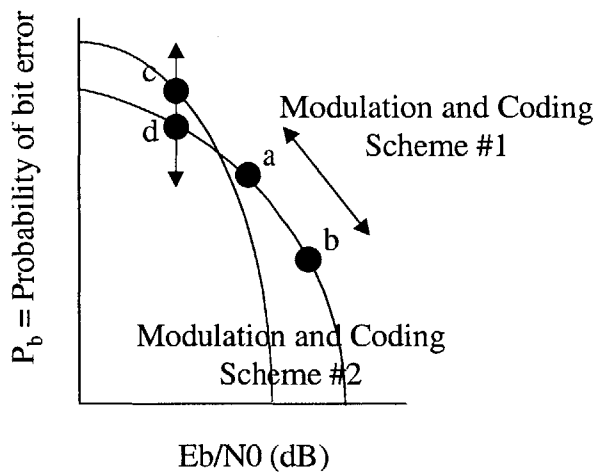 P_b = Probability of bit error
c
d
a
b
Modulation and Coding
Scheme #1
Modulation and Coding
Scheme #2
Eb/N0 (dB)